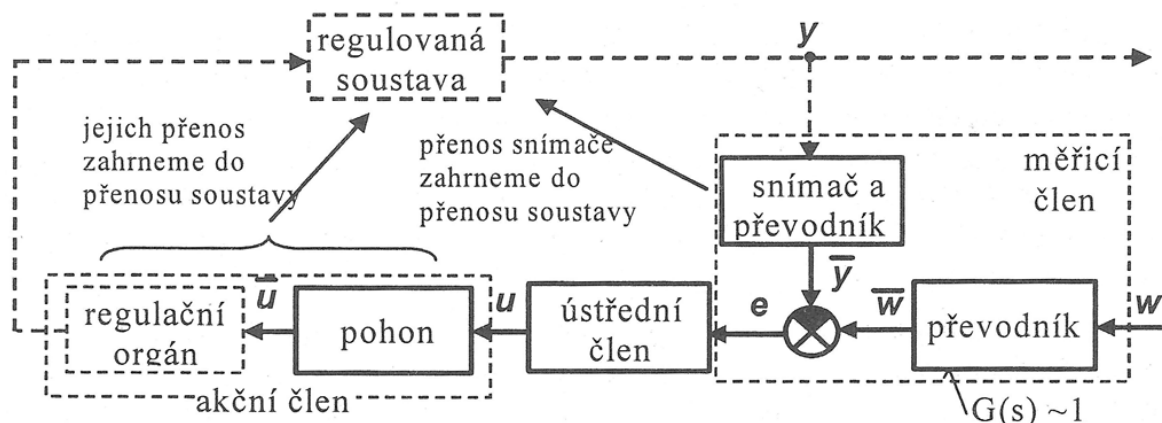 regulovaná
soustava
y
jejich přenos
zahrneme do
přenosu soustavy
přenos snímače
zahrneme do
přenosu soustavy
snímač a
převodník
měřicí
člen
y̅
regulační
orgán
u̅
pohon
u
ústřední
člen
e
w̅
převodník
w
akční člen
G(s) ~1